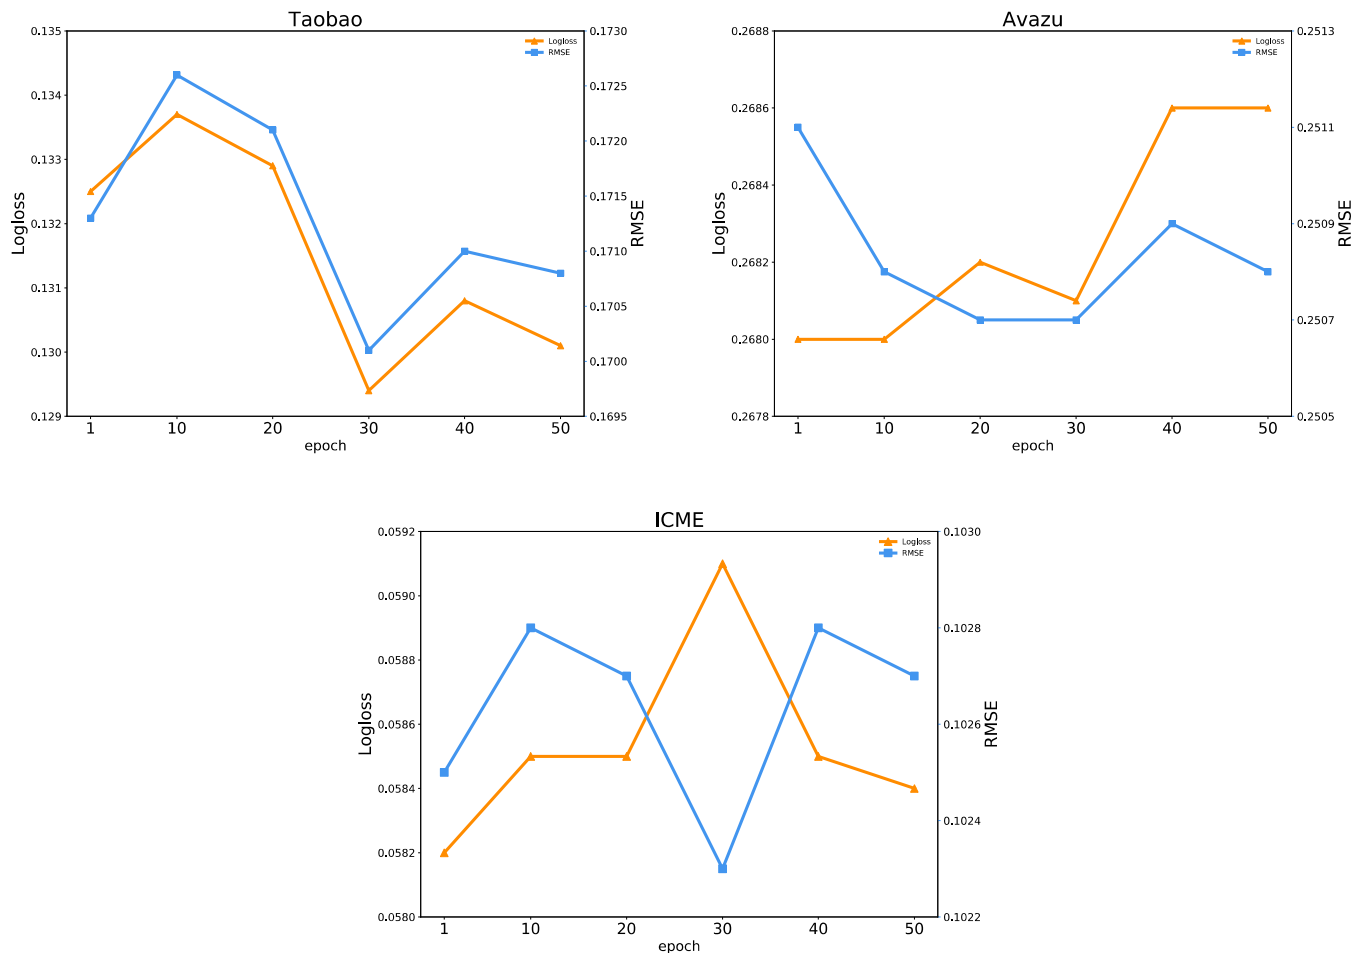 Taobao
0.135
0.134
0.133
0.132
0.131
0.130
0.129
Logloss
0.1730
0.1725
0.1720
0.1715
0.1710
0.1705
0.1700
0.1695
RMSE
Logloss
RMSE
1 10 20 30 40 50
epoch
Avazu
0.2688
0.2686
0.2684
0.2682
0.2680
0.2678
Logloss
0.2513
0.2511
0.2509
0.2507
0.2505
RMSE
Logloss
RMSE
1 10 20 30 40 50
epoch
ICME
0.0592
0.0590
0.0588
0.0586
0.0584
0.0582
0.0580
Logloss
0.1030
0.1028
0.1026
0.1024
0.1022
RMSE
Logloss
RMSE
1 10 20 30 40 50
epoch